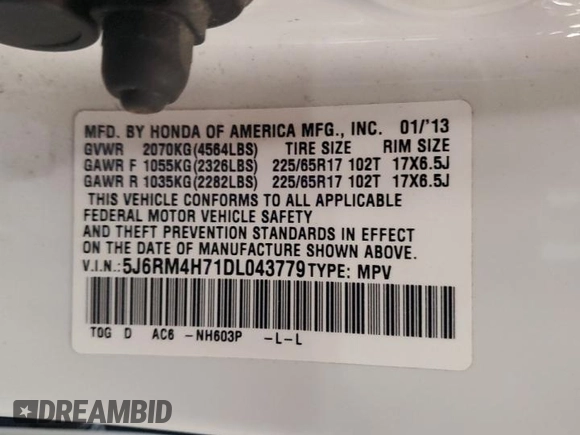 MFD. BY HONDA OF AMERICA MFG., INC. 01/'13
GVWR 2070KG(4564LBS) TIRE SIZE RIM SIZE
GAWR F 1055KG(2326LBS) 225/65R17 102T 17X6.5J
GAWR R 1035KG(2282LBS) 225/65R17 102T 17X6.5J
THIS VEHICLE CONFORMS TO ALL APPLICABLE
FEDERAL MOTOR VEHICLE SAFETY
AND THEFT PREVENTION STANDARDS IN EFFECT
ON THE DATE OF MANUFACTURE SHOWN ABOVE.
V.I.N.: 5J6RM4H71DL043779 TYPE: MPV
T0G D AC6 -NH603P -L-L
DREAMBID